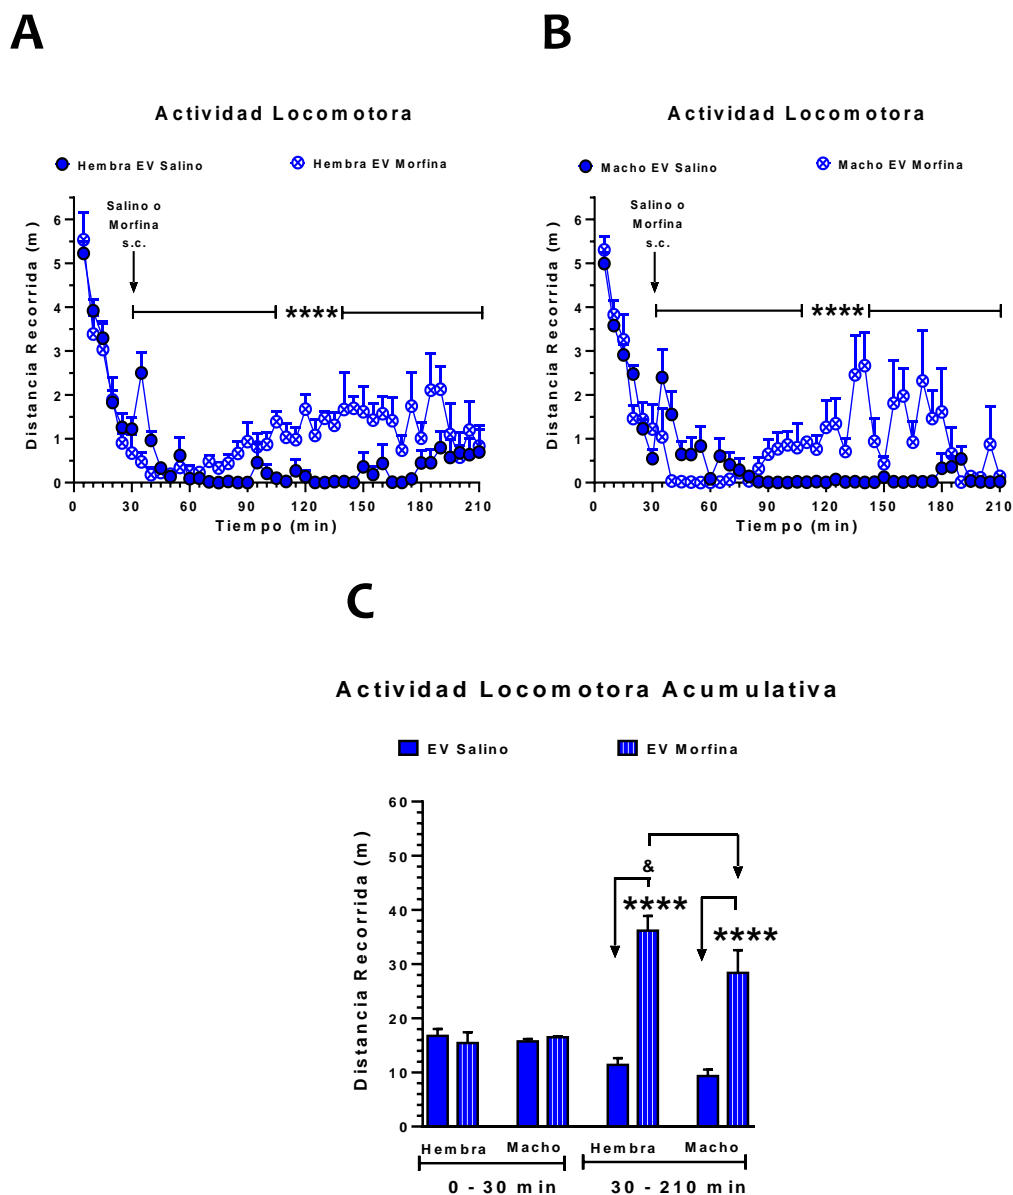 A
Actividad Locomotora
Hembra EV Salino
Hembra EV Morfina
Salino o
Morfina
s.c.
****
Distancia Recorrida (m)
6
5
4
3
2
1
0
0 30 60 90 120 150 180 210
Tiempo (min)
B
Actividad Locomotora
Macho EV Salino
Macho EV Morfina
Salino o
Morfina
s.c.
****
Distancia Recorrida (m)
6
5
4
3
2
1
0
0 30 60 90 120 150 180 210
Tiempo (min)
C
Actividad Locomotora Acumulativa
EV Salino
EV Morfina
Distancia Recorrida (m)
60
50
40
30
20
10
0
&
****
****
Hembra Macho Hembra Macho
0 - 30 min 30 - 210 min